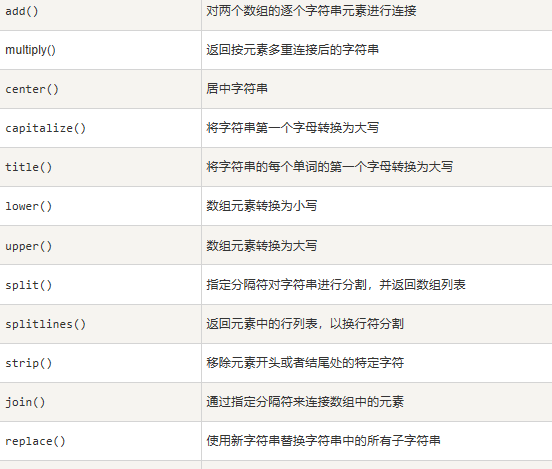 add() 对两个数组的逐个字符串元素进行连接
multiply() 返回按元素多重连接后的字符串
center() 居中字符串
capitalize() 将字符串第一个字母转换为大写
title() 将字符串的每个单词的第一个字母转换为大写
lower() 数组元素转换为小写
upper() 数组元素转换为大写
split() 指定分隔符对字符串进行分割，并返回数组列表
splitlines() 返回元素中的行列表，以换行符分割
strip() 移除元素开头或者结尾处的特定字符
join() 通过指定分隔符来连接数组中的元素
replace() 使用新字符串替换字符串中的所有子字符串